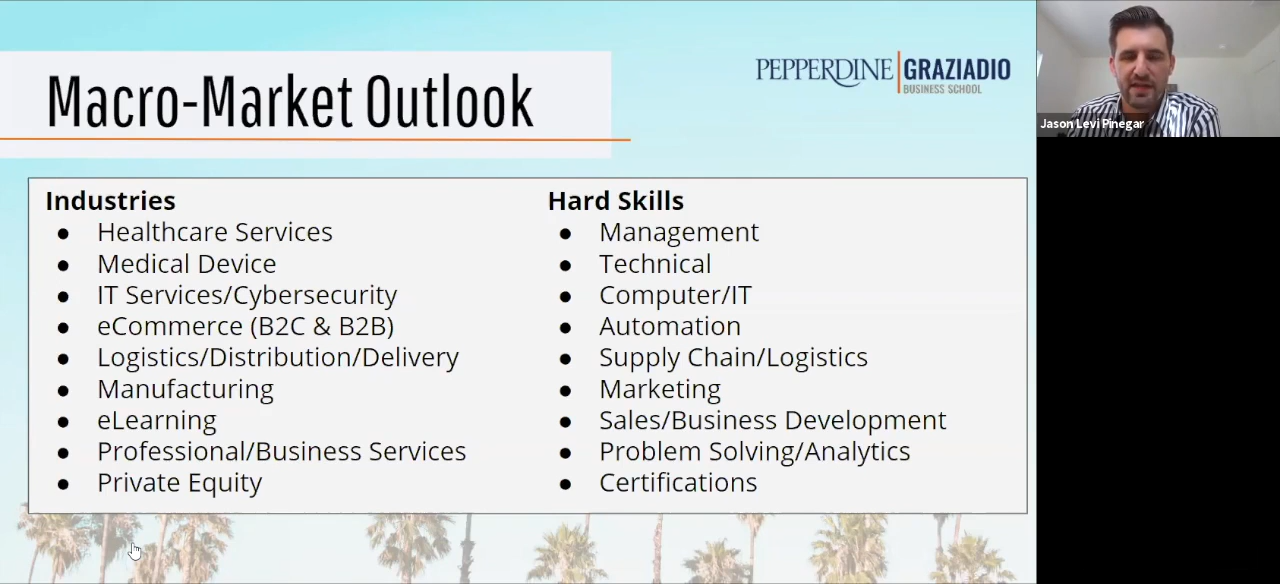 Macro-Market Outlook
PEPPERDINE | GRAZIADIO
BUSINESS SCHOOL
Jason Levi Pinegar
Industries
● Healthcare Services
● Medical Device
● IT Services/Cybersecurity
● eCommerce (B2C & B2B)
● Logistics/Distribution/Delivery
● Manufacturing
● eLearning
● Professional/Business Services
● Private Equity
Hard Skills
● Management
● Technical
● Computer/IT
● Automation
● Supply Chain/Logistics
● Marketing
● Sales/Business Development
● Problem Solving/Analytics
● Certifications